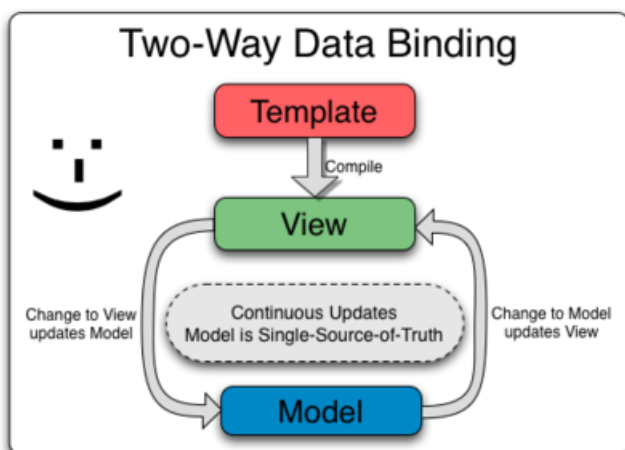 Two-Way Data Binding
Template
Compile
View
Change to View
updates Model
Continuous Updates
Model is Single-Source-of-Truth
Change to Model
updates View
Model